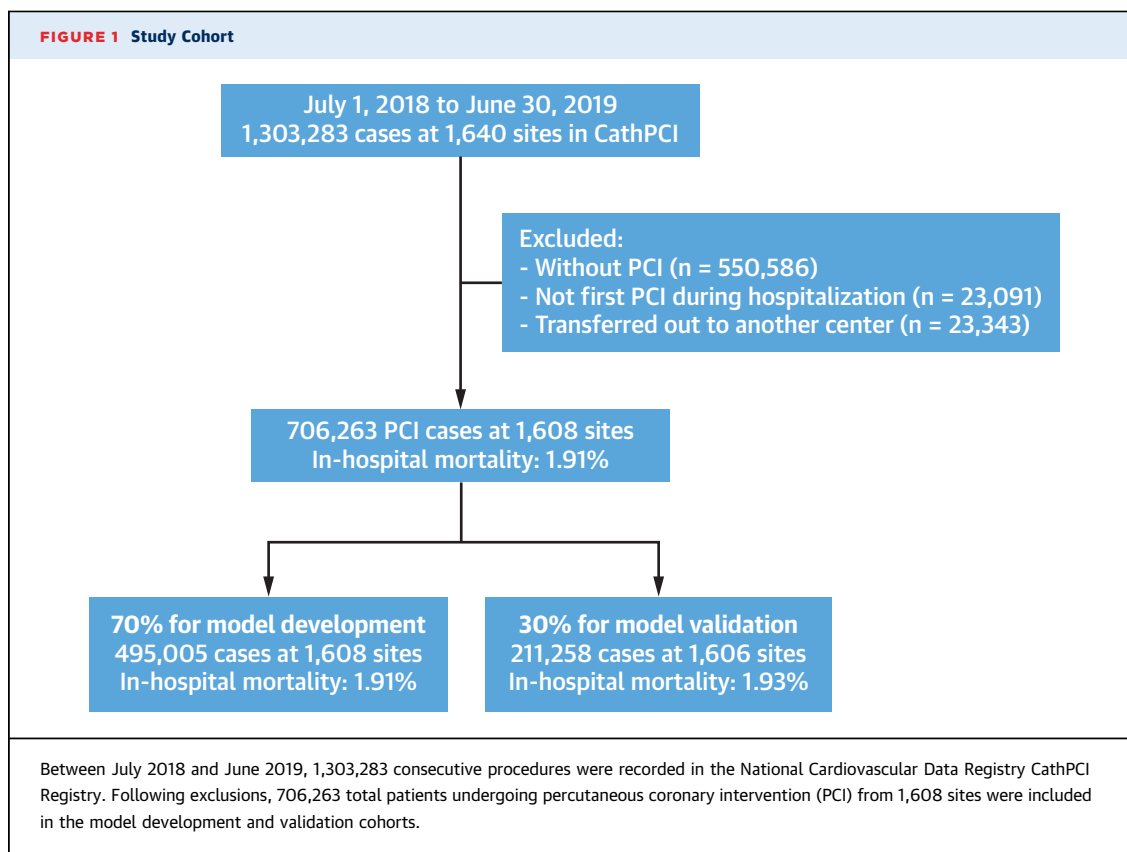 FIGURE 1 Study Cohort
July 1, 2018 to June 30, 2019
1,303,283 cases at 1,640 sites in CathPCI
Excluded:
- Without PCI (n = 550,586)
- Not first PCI during hospitalization (n = 23,091)
- Transferred out to another center (n = 23,343)
706,263 PCI cases at 1,608 sites
In-hospital mortality: 1.91%
70% for model development
495,005 cases at 1,608 sites
In-hospital mortality: 1.91%
30% for model validation
211,258 cases at 1,606 sites
In-hospital mortality: 1.93%
Between July 2018 and June 2019, 1,303,283 consecutive procedures were recorded in the National Cardiovascular Data Registry CathPCI
Registry. Following exclusions, 706,263 total patients undergoing percutaneous coronary intervention (PCI) from 1,608 sites were included
in the model development and validation cohorts.